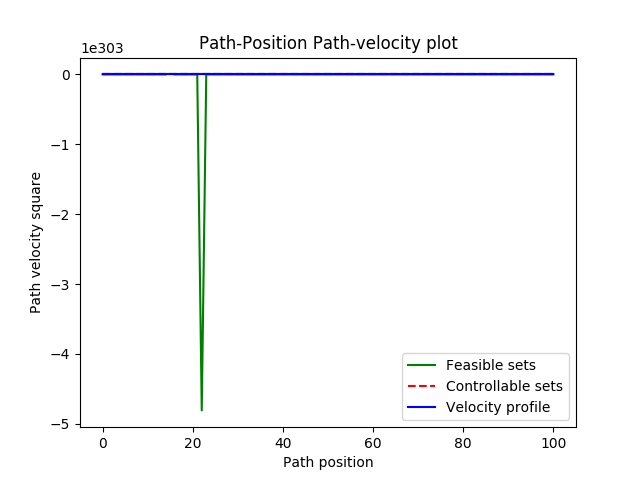 Path-Position Path-velocity plot
1e303
0
−1
−2
−3
−4
−5
Path velocity square
Feasible sets
Controllable sets
Velocity profile
0 20 40 60 80 100
Path position